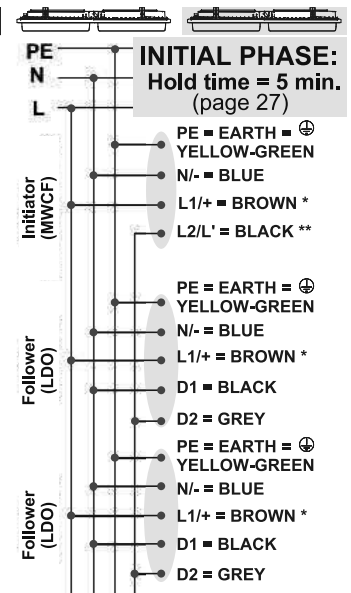 INITIAL PHASE:
Hold time = 5 min.
(page 27)
PE
N
L
Initiator
(MWCF)
PE = EARTH = ⏚
YELLOW-GREEN
N/- = BLUE
L1/+ = BROWN *
L2/L' = BLACK **
Follower
(LDO)
PE = EARTH = ⏚
YELLOW-GREEN
N/- = BLUE
L1/+ = BROWN *
D1 = BLACK
D2 = GREY
Follower
(LDO)
PE = EARTH = ⏚
YELLOW-GREEN
N/- = BLUE
L1/+ = BROWN *
D1 = BLACK
D2 = GREY